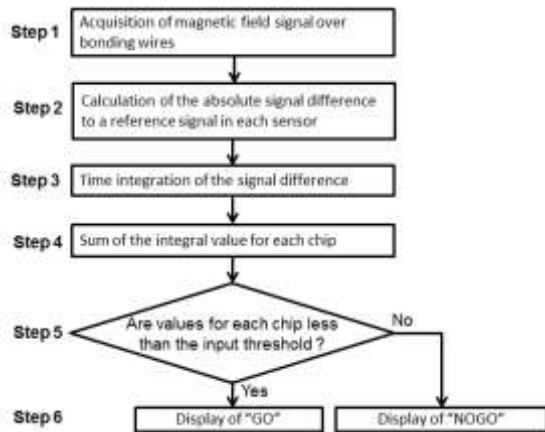 Step 1
Acquisition of magnetic field signal over
bonding wires
Step 2
Calculation of the absolute signal difference
to a reference signal in each sensor
Step 3
Time integration of the signal difference
Step 4
Sum of the integral value for each chip
Step 5
Are values for each chip less
than the input threshold ?
No
Yes
Step 6
Display of "GO"
Display of "NOGO"